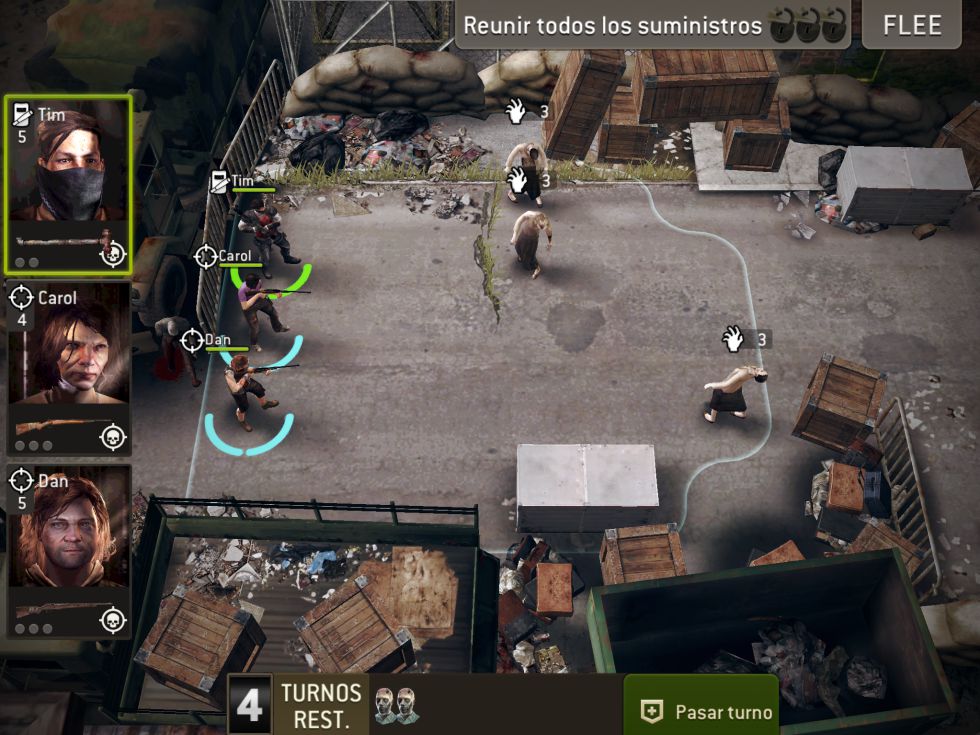 Reunir todos los suministros
FLEE
Tim
5
3
3
Tim
Carol
Carol
4
Dan
3
Dan
5
4
TURNOS
REST.
Pasar turno